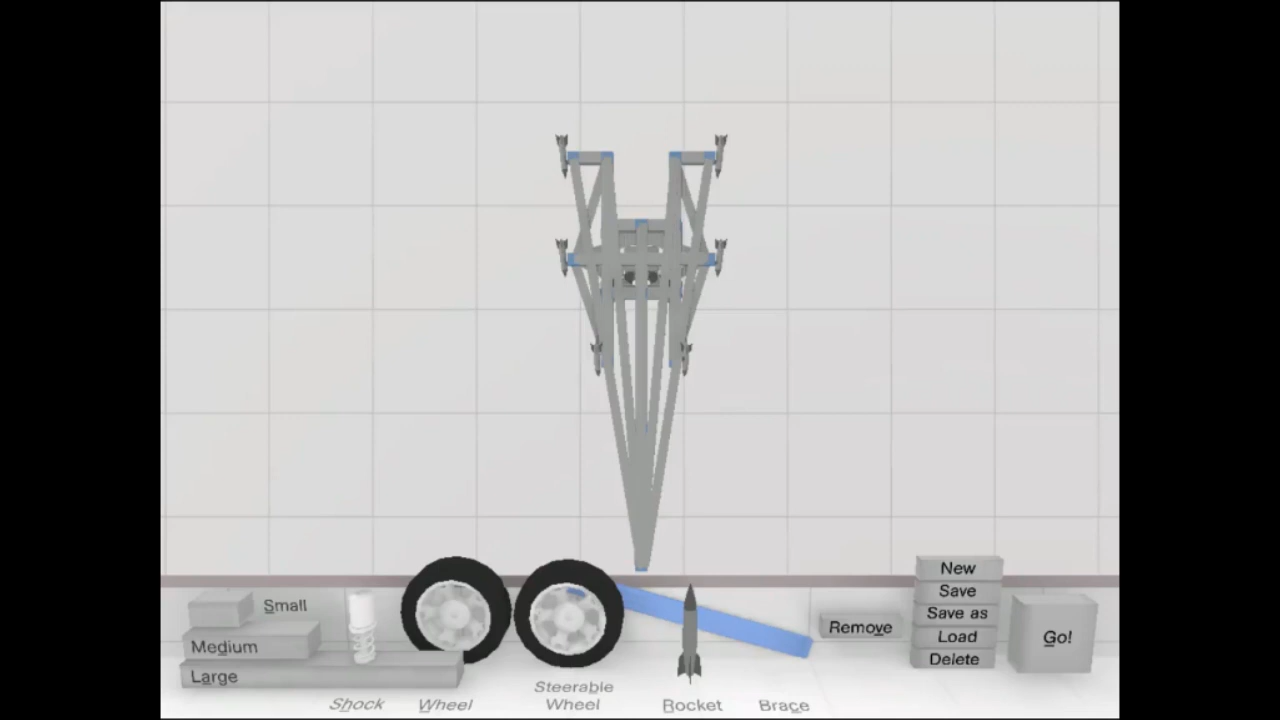 Small
Medium
Large
Shock
Wheel
Steerable
Wheel
Rocket
Brace
Remove
New
Save
Save as
Load
Delete
Go!